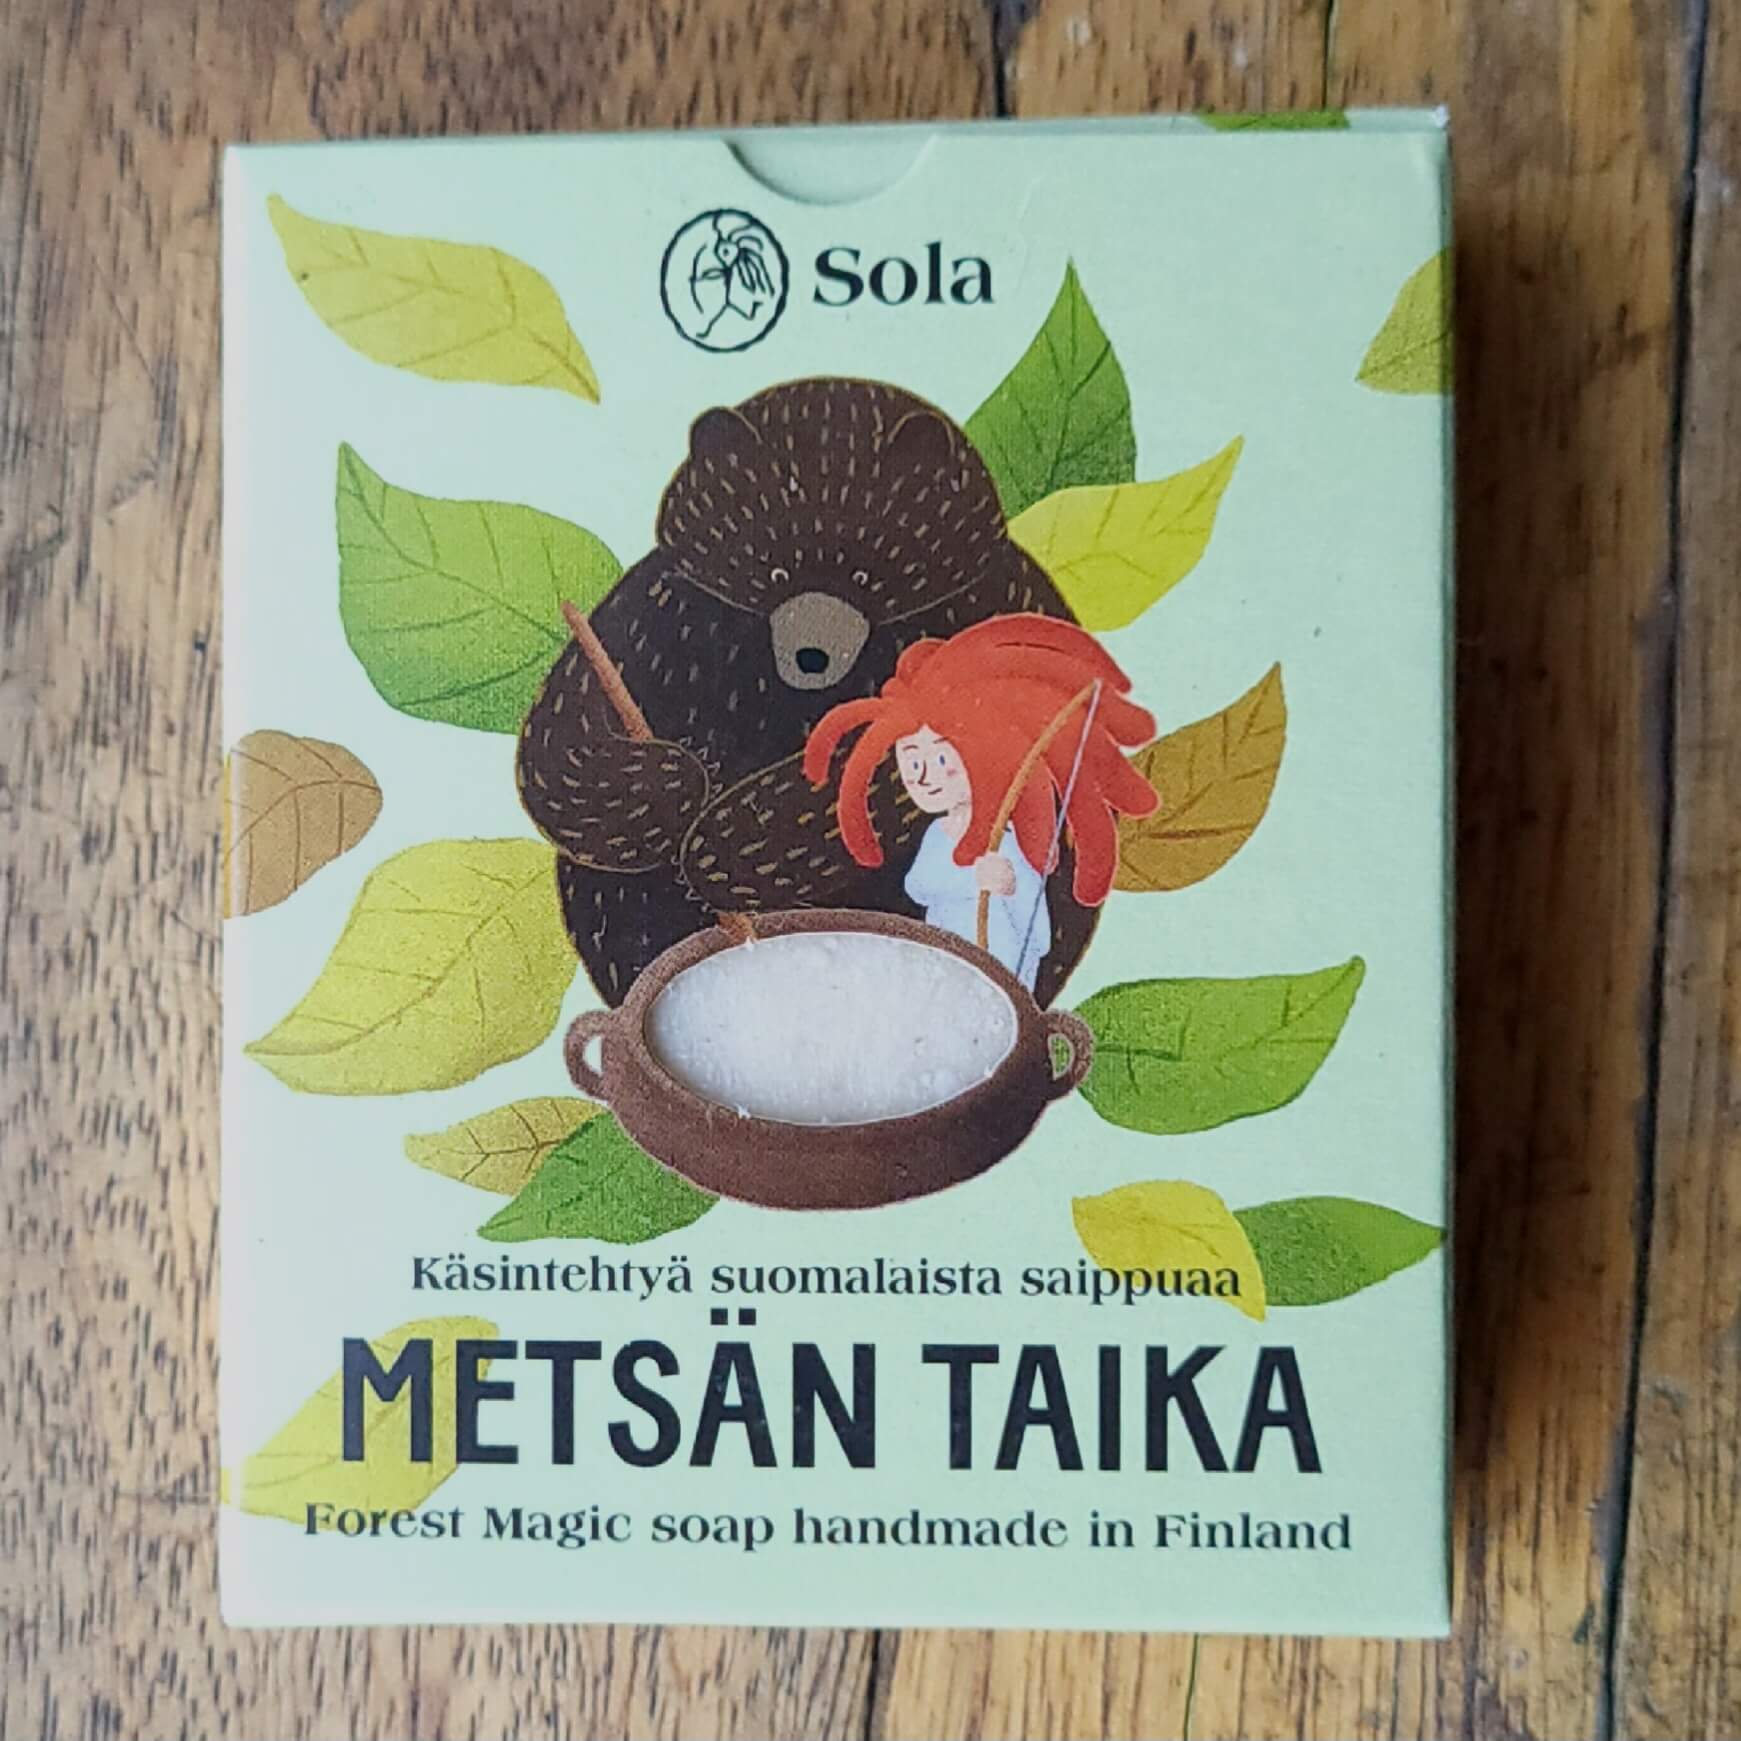 Sola
Käsintehtyä suomalaista saippuaa
METSÄN TAIKA
Forest Magic soap handmade in Finland